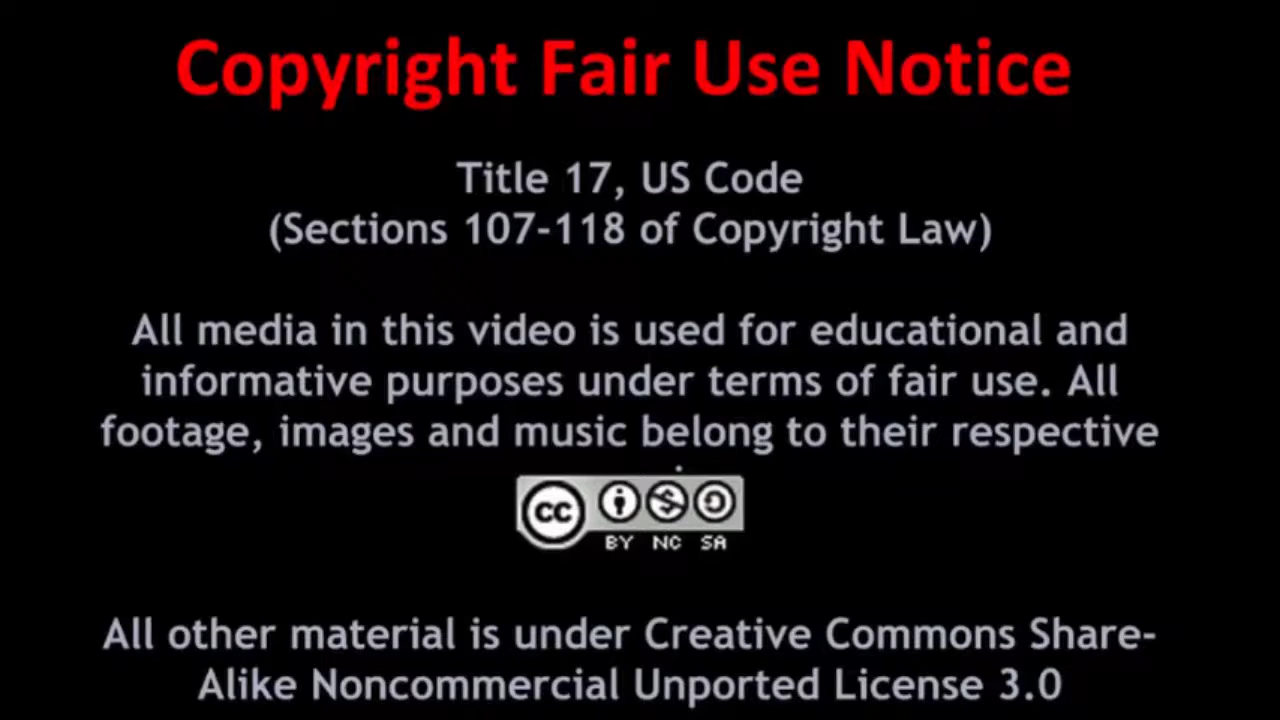 Copyright Fair Use Notice
Title 17, US Code
(Sections 107-118 of Copyright Law)
All media in this video is used for educational and
informative purposes under terms of fair use. All
footage, images and music belong to their respective
cc
BY NC SA
All other material is under Creative Commons Share-
Alike Noncommercial Unported License 3.0